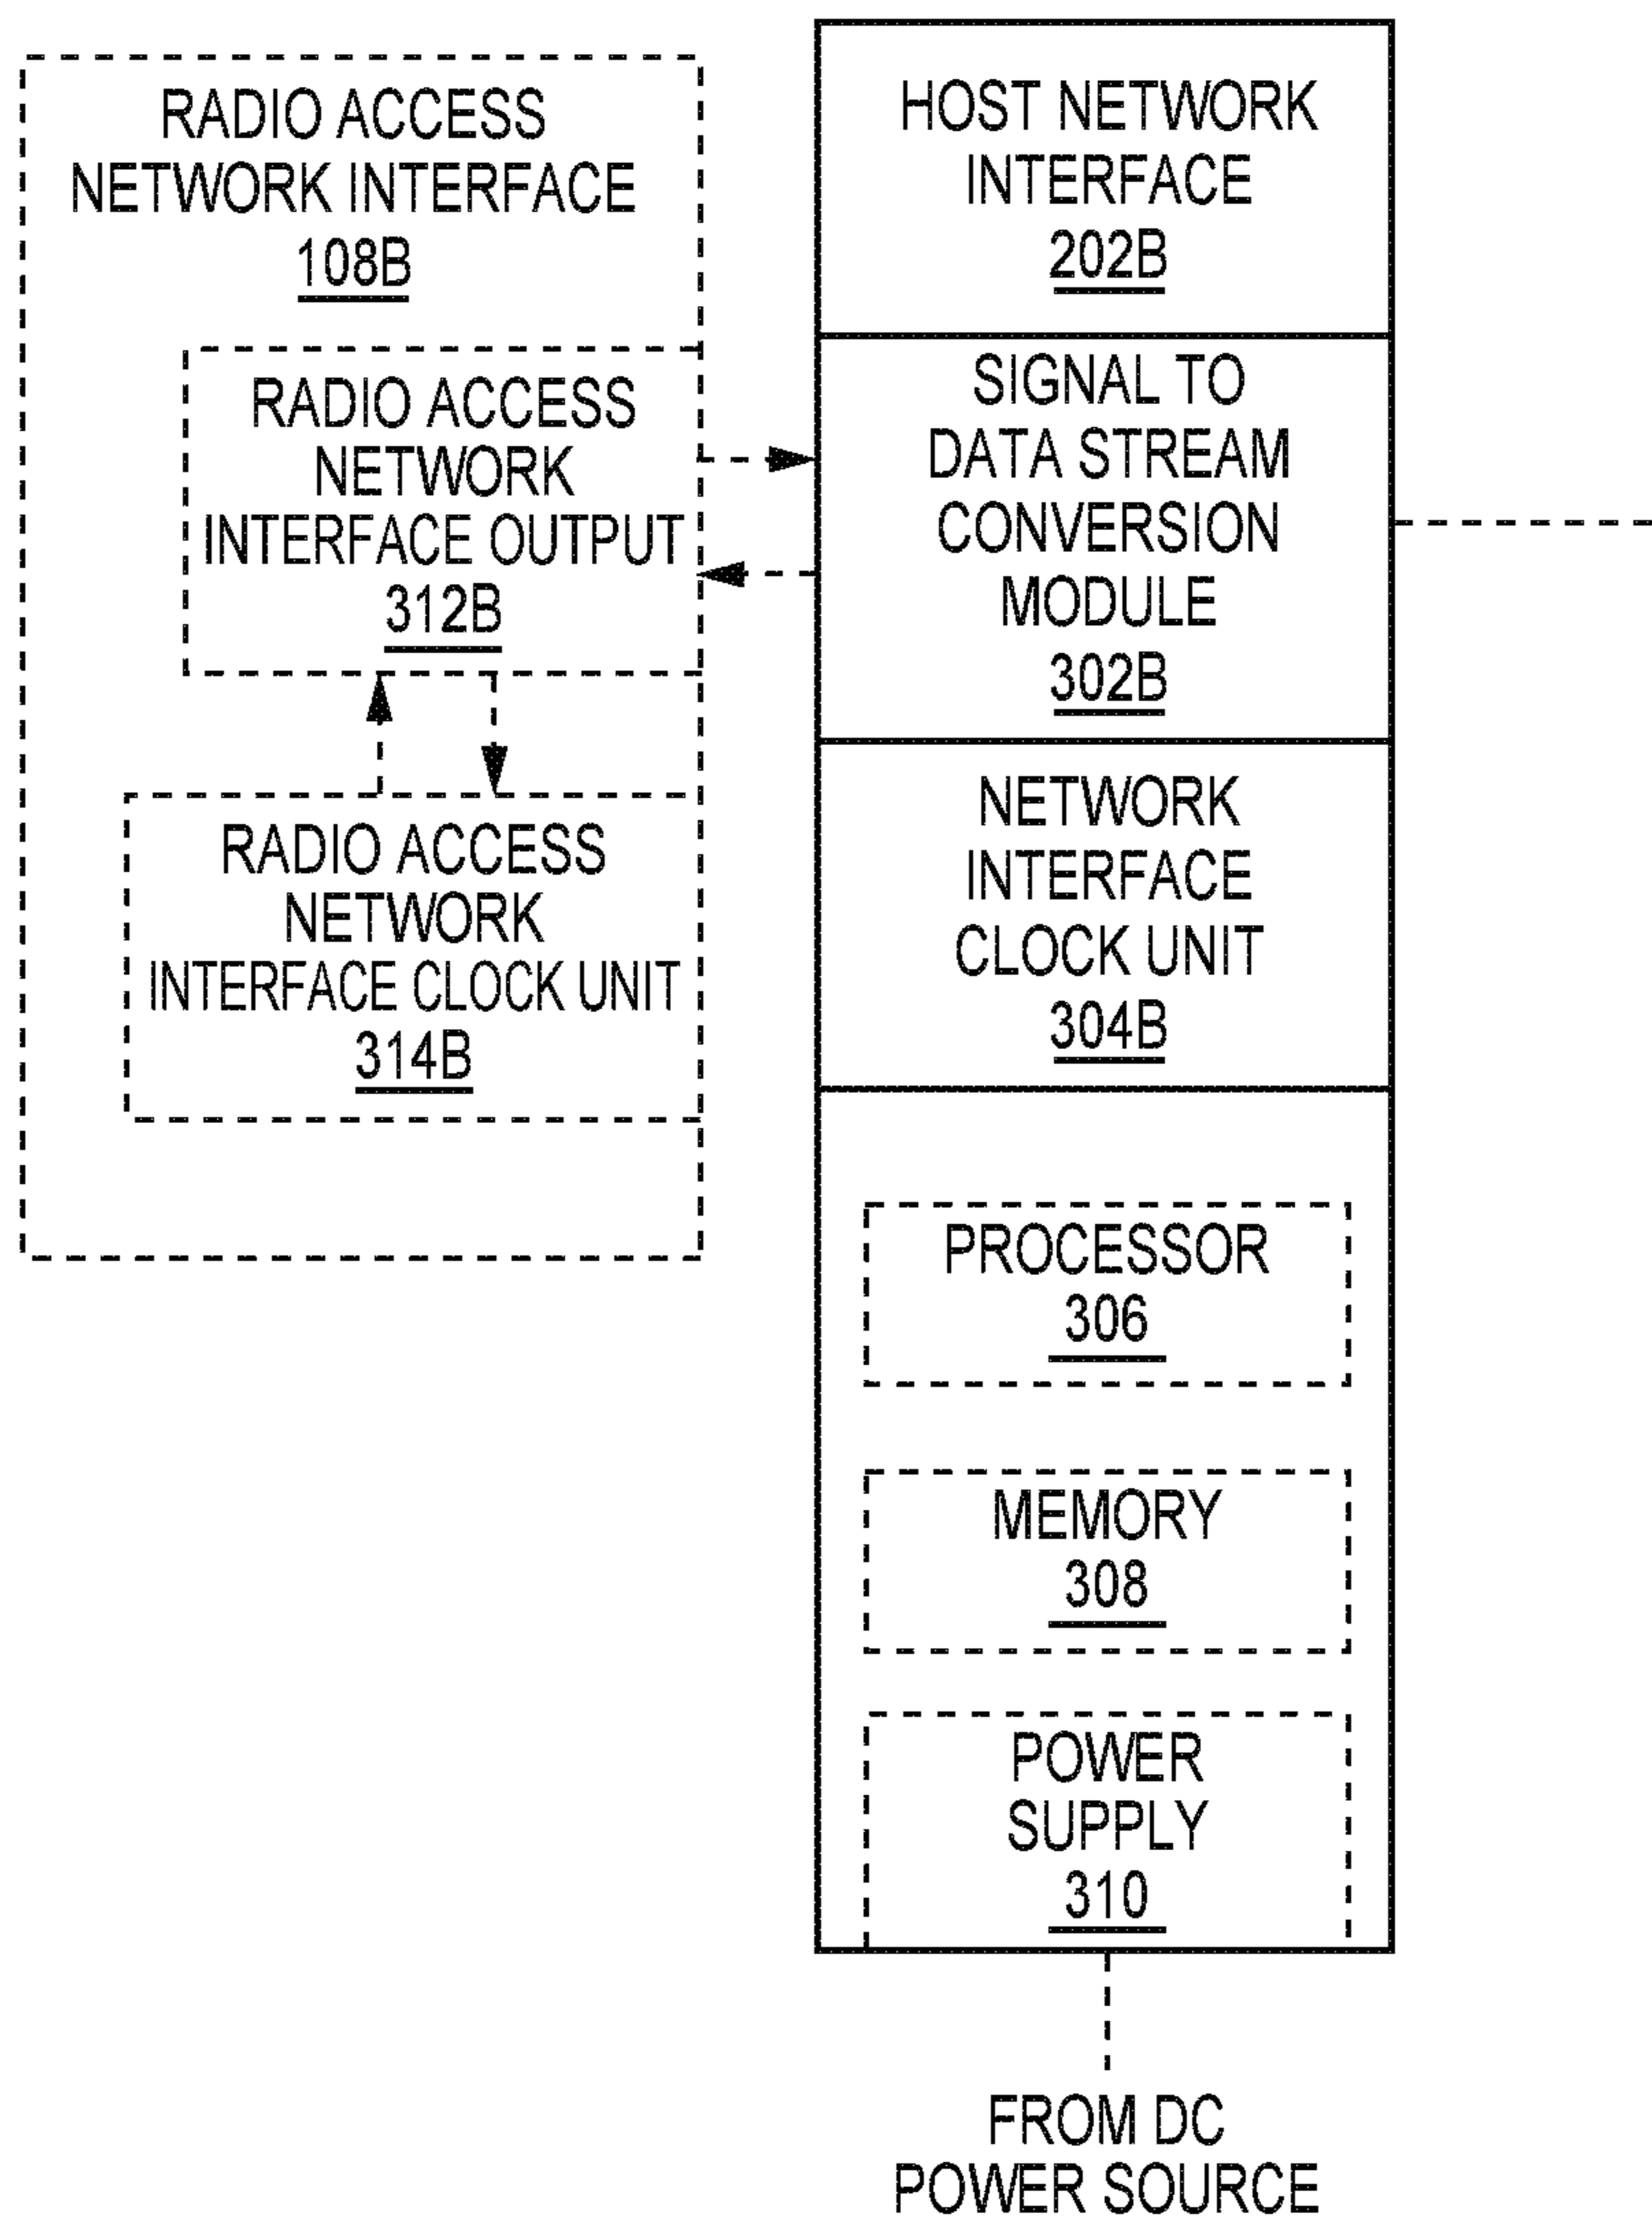 RADIO ACCESS
NETWORK INTERFACE
108B
RADIO ACCESS
NETWORK
INTERFACE OUTPUT
312B
RADIO ACCESS
NETWORK
INTERFACE CLOCK UNIT
314B
HOST NETWORK
INTERFACE
202B
SIGNAL TO
DATA STREAM
CONVERSION
MODULE
302B
NETWORK
INTERFACE
CLOCK UNIT
304B
PROCESSOR
306
MEMORY
308
POWER
SUPPLY
310
FROM DC
POWER SOURCE